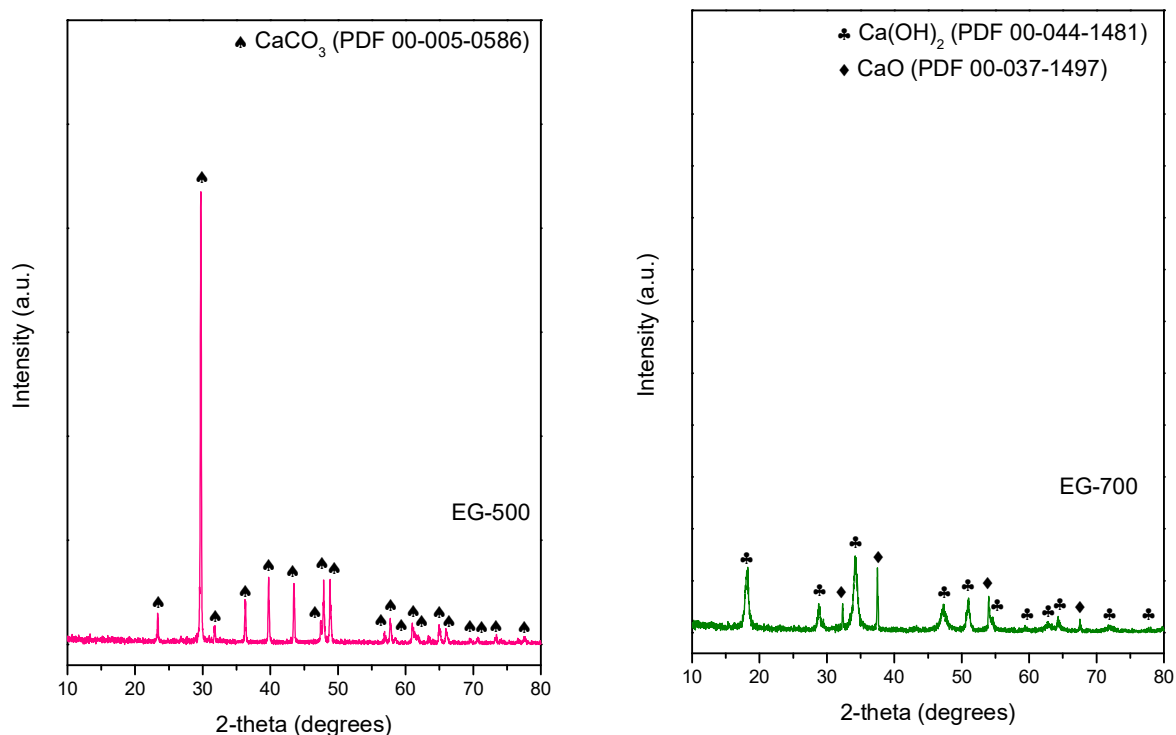 ♠ CaCO₃ (PDF 00-005-0586)
Intensity (a.u.)
EG-500
10 20 30 40 50 60 70 80
2-theta (degrees)
♣ Ca(OH)₂ (PDF 00-044-1481)
♦ CaO (PDF 00-037-1497)
Intensity (a.u.)
EG-700
10 20 30 40 50 60 70 80
2-theta (degrees)